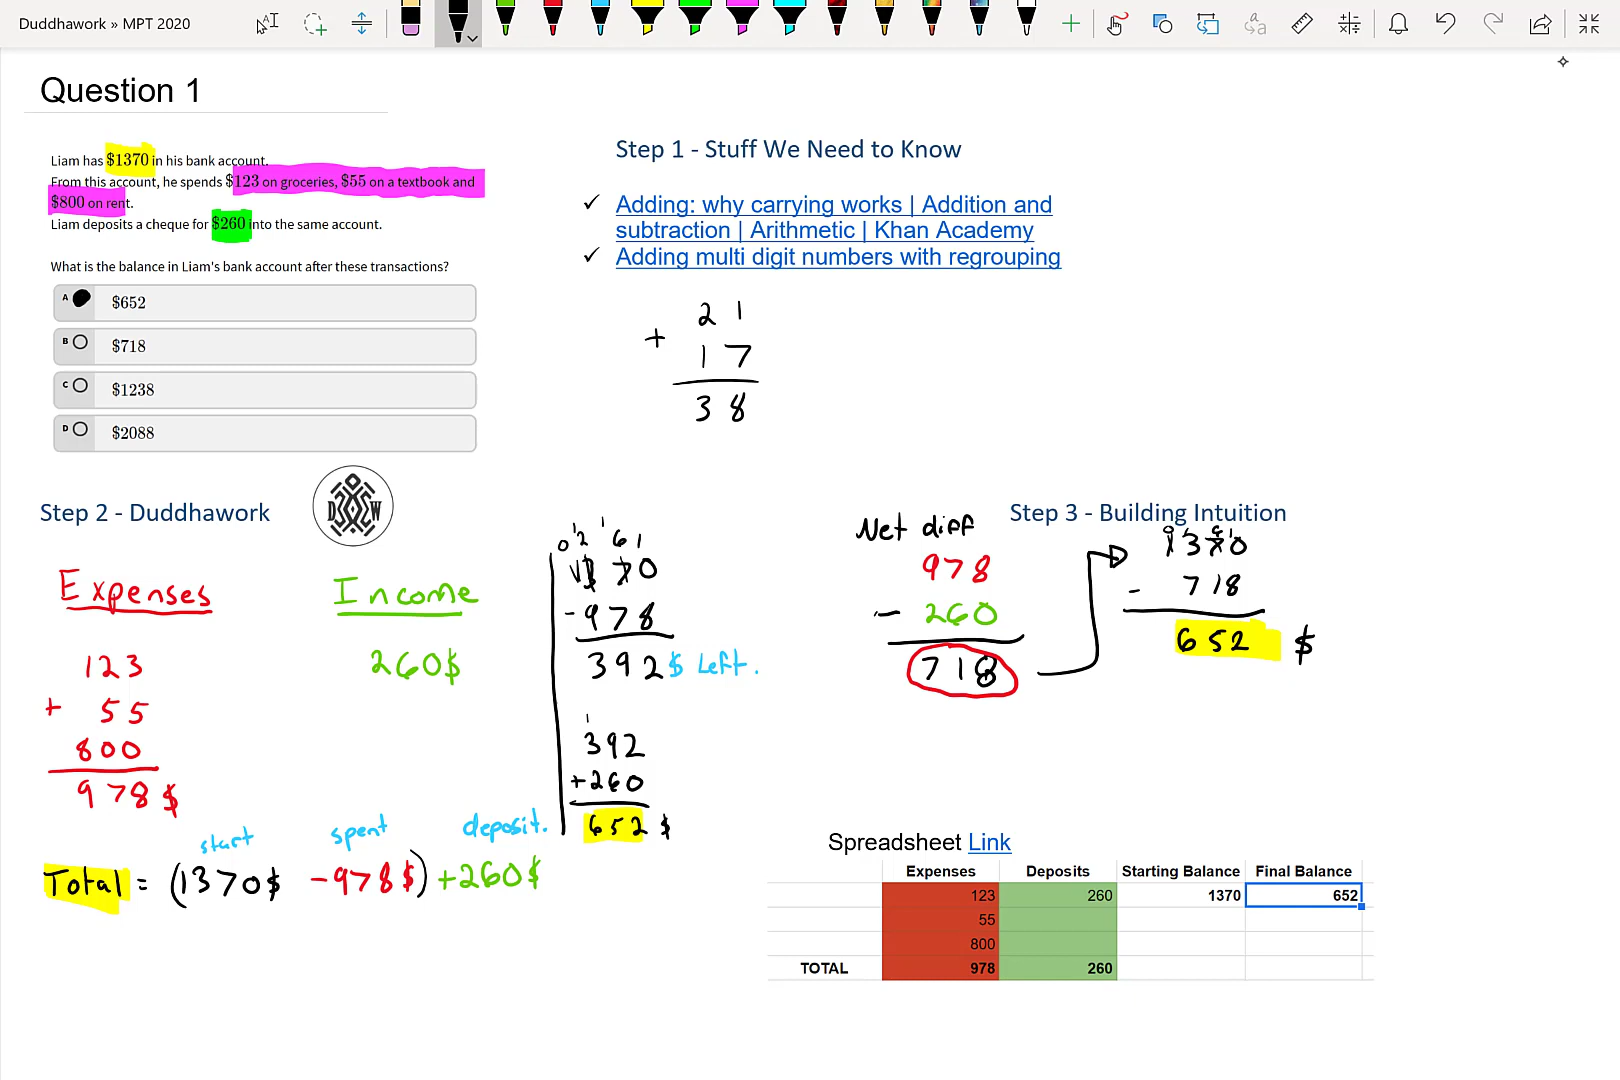 Duddhawork » MPT 2020
Question 1
Liam has $1370 in his bank account.
From this account, he spends $123 on groceries, $55 on a textbook and
$800 on rent.
Liam deposits a cheque for $260 into the same account.
What is the balance in Liam's bank account after these transactions?
A $652
B $718
C $1238
D $2088
Step 1 - Stuff We Need to Know
✓ Adding: why carrying works | Addition and
subtraction | Arithmetic | Khan Academy
✓ Adding multi digit numbers with regrouping
21
+
17
38
Step 2 - Duddhawork
D W
Expenses
123
+ 55
800
978 $
Income
260$
0 12 16 1
1370
-978
392 $ Left.
1
392
+260
652 $
start spent deposit.
Total = (1370$ -978$) +260$
Net diff
978
- 260
718
Step 3 - Building Intuition
1370
- 718
652 $
Spreadsheet Link
Expenses Deposits Starting Balance Final Balance
123 260 1370 652
55
800
TOTAL 978 260